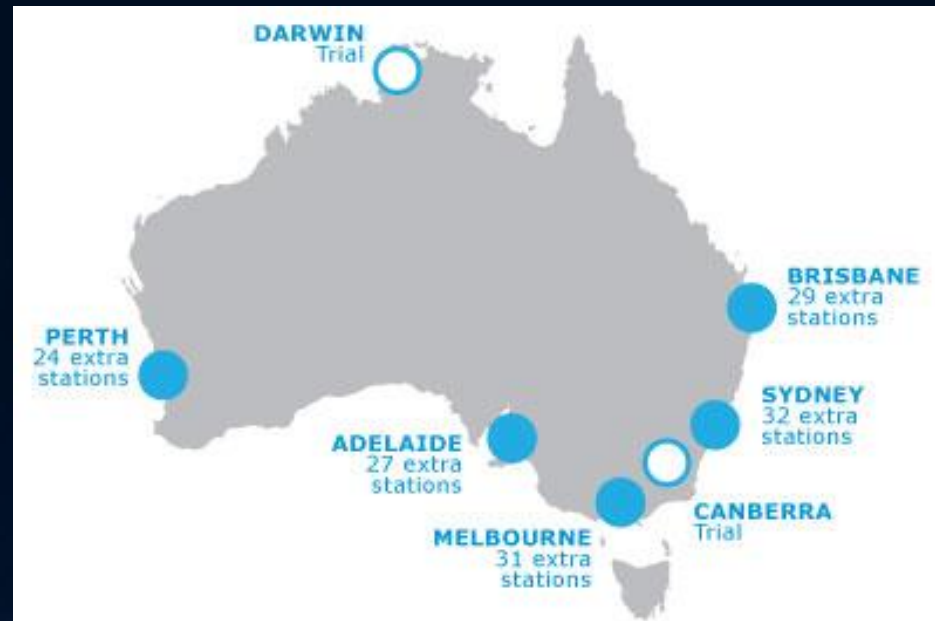 DARWIN
Trial
BRISBANE
29 extra
stations
PERTH
24 extra
stations
SYDNEY
32 extra
stations
ADELAIDE
27 extra
stations
CANBERRA
Trial
MELBOURNE
31 extra
stations